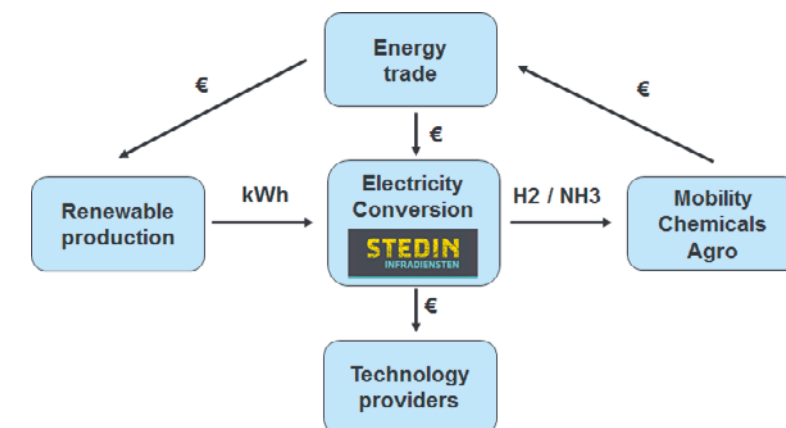 Energy
trade
€
€
€
Renewable
production
kWh
Electricity
Conversion
STEDIN
INFRADIENSTEN
H2 / NH3
Mobility
Chemicals
Agro
€
Technology
providers